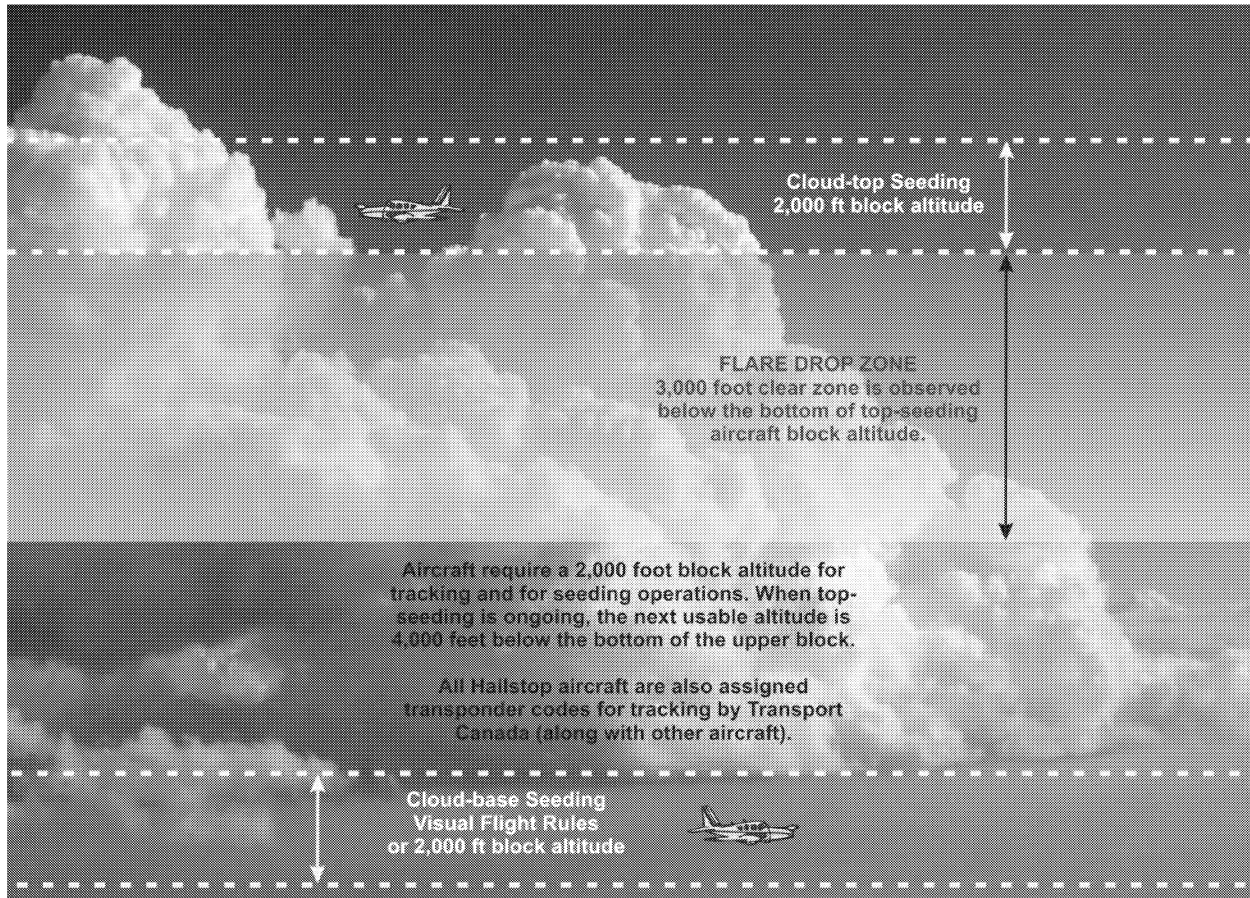 Cloud-top Seeding
2,000 ft block altitude
FLARE DROP ZONE
3,000 foot clear zone is observed
below the bottom of top-seeding
aircraft block altitude.
Aircraft require a 2,000 foot block altitude for
tracking and for seeding operations. When top-
seeding is ongoing, the next usable altitude is
4,000 feet below the bottom of the upper block.
All Hailstop aircraft are also assigned
transponder codes for tracking by Transport
Canada (along with other aircraft).
Cloud-base Seeding
Visual Flight Rules
or 2,000 ft block altitude